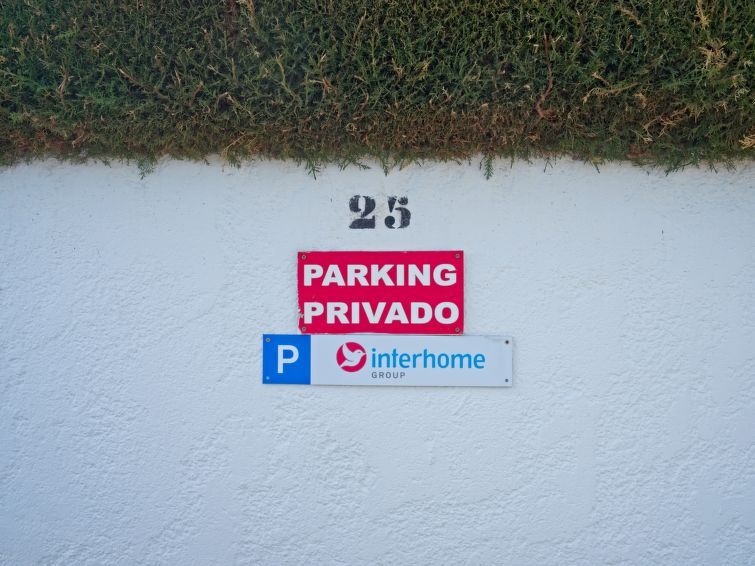 25
PARKING
PRIVADO
P interhome
GROUP